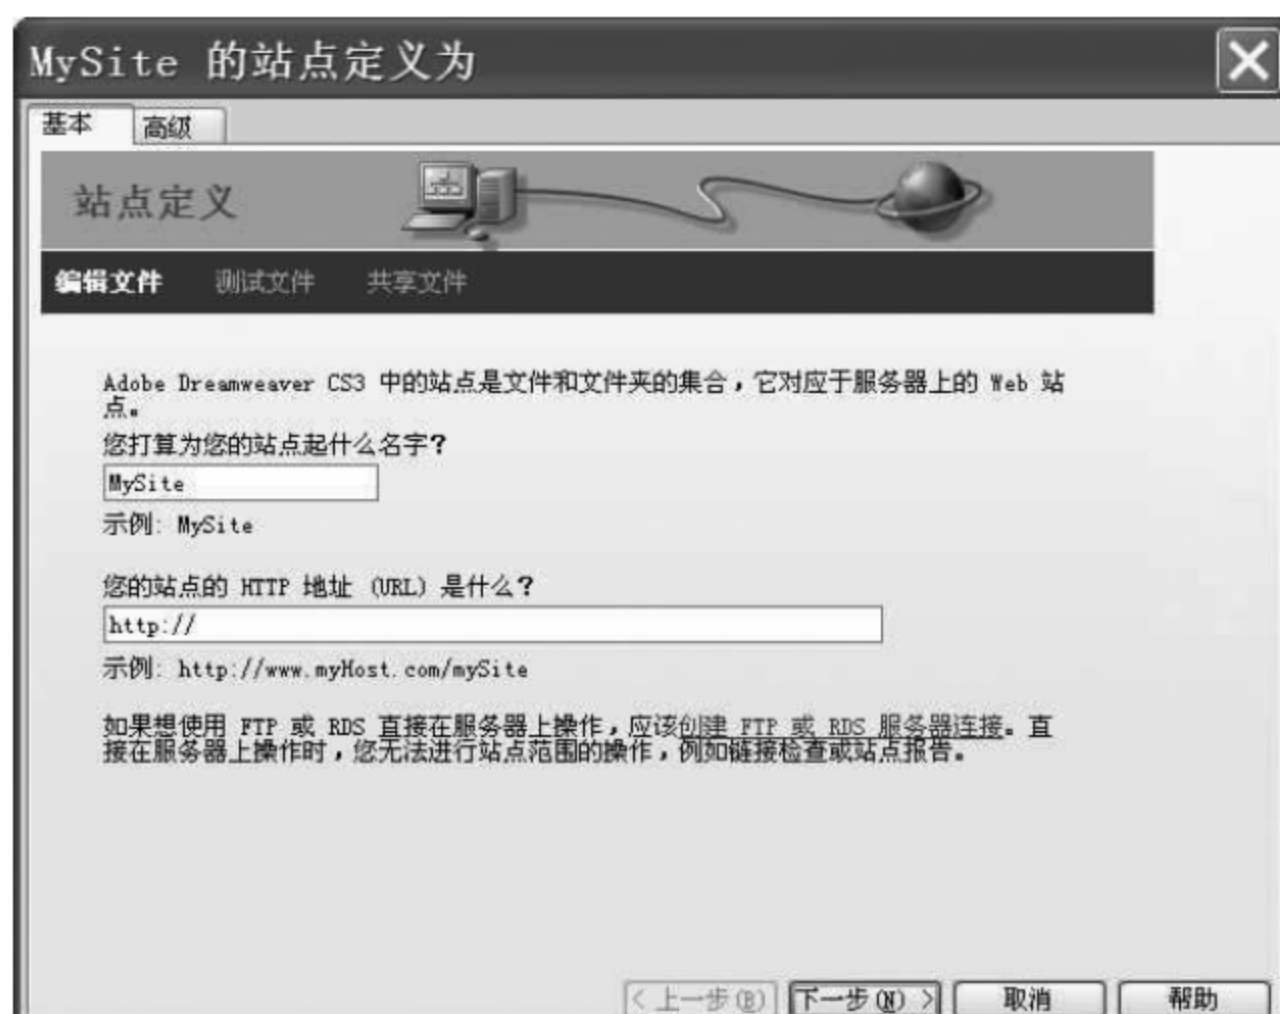 MySite 的站点定义为
基本 高级
站点定义
编辑文件 测试文件 共享文件
Adobe Dreamweaver CS3 中的站点是文件和文件夹的集合，它对应于服务器上的 Web 站
点。
您打算为您的站点起什么名字？
MySite
示例: MySite
您的站点的 HTTP 地址 (URL) 是什么？
http://
示例: http://www.myHost.com/mySite
如果想使用 FTP 或 RDS 直接在服务器上操作，应该创建 FTP 或 RDS 服务器连接。直
接在服务器上操作时，您无法进行站点范围的操作，例如链接检查或站点报告。
< 上一步(B) 下一步(N) > 取消 帮助